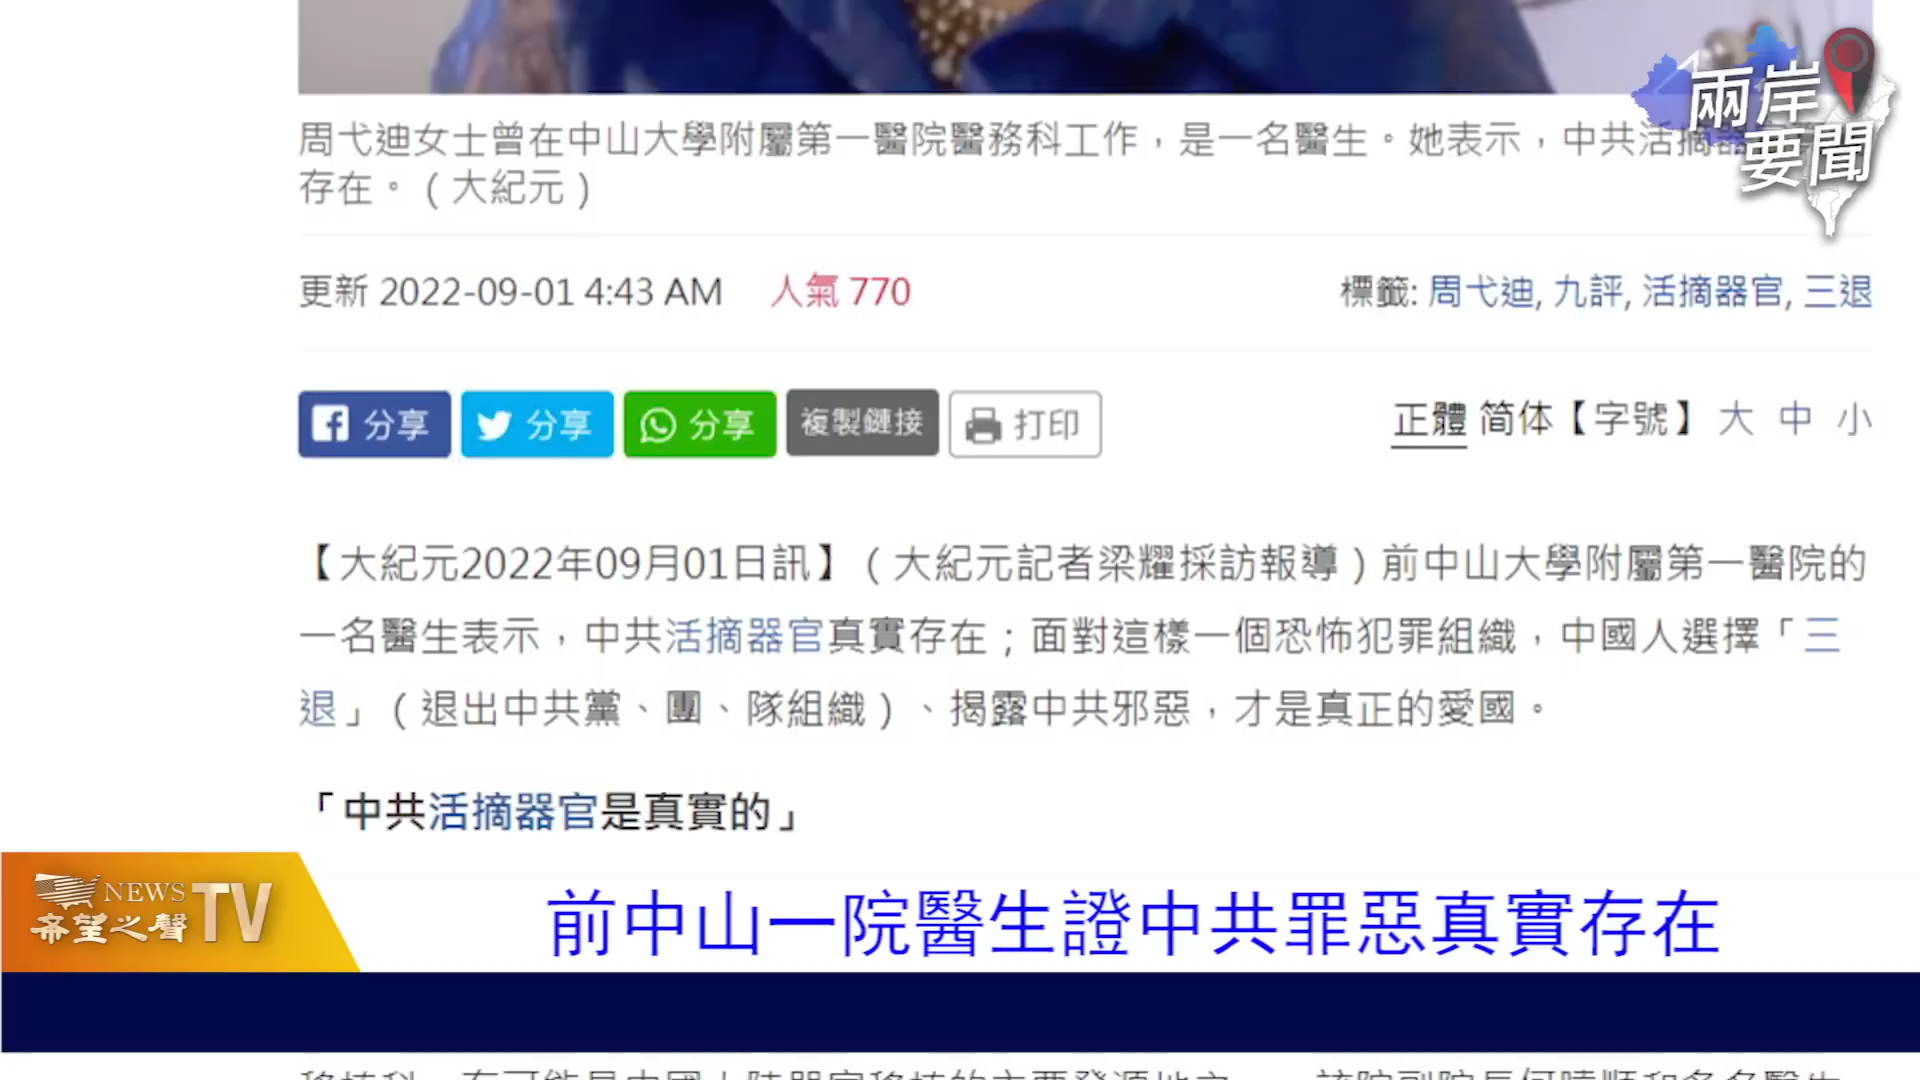 兩岸
要聞
周弋迪女士曾在中山大學附屬第一醫院醫務科工作，是一名醫生。她表示，中共活摘
存在。（大紀元）
更新 2022-09-01 4:43 AM 人氣 770
標籤: 周弋迪, 九評, 活摘器官, 三退
分享 分享 分享 複製鏈接 打印
正體 简体【字號】大 中 小
【大紀元2022年09月01日訊】（大紀元記者梁耀採訪報導）前中山大學附屬第一醫院的
一名醫生表示，中共活摘器官真實存在；面對這樣一個恐怖犯罪組織，中國人選擇「三
退」（退出中共黨、團、隊組織）、揭露中共邪惡，才是真正的愛國。
「中共活摘器官是真實的」
NEWS
希望之聲 TV
前中山一院醫生證中共罪惡真實存在